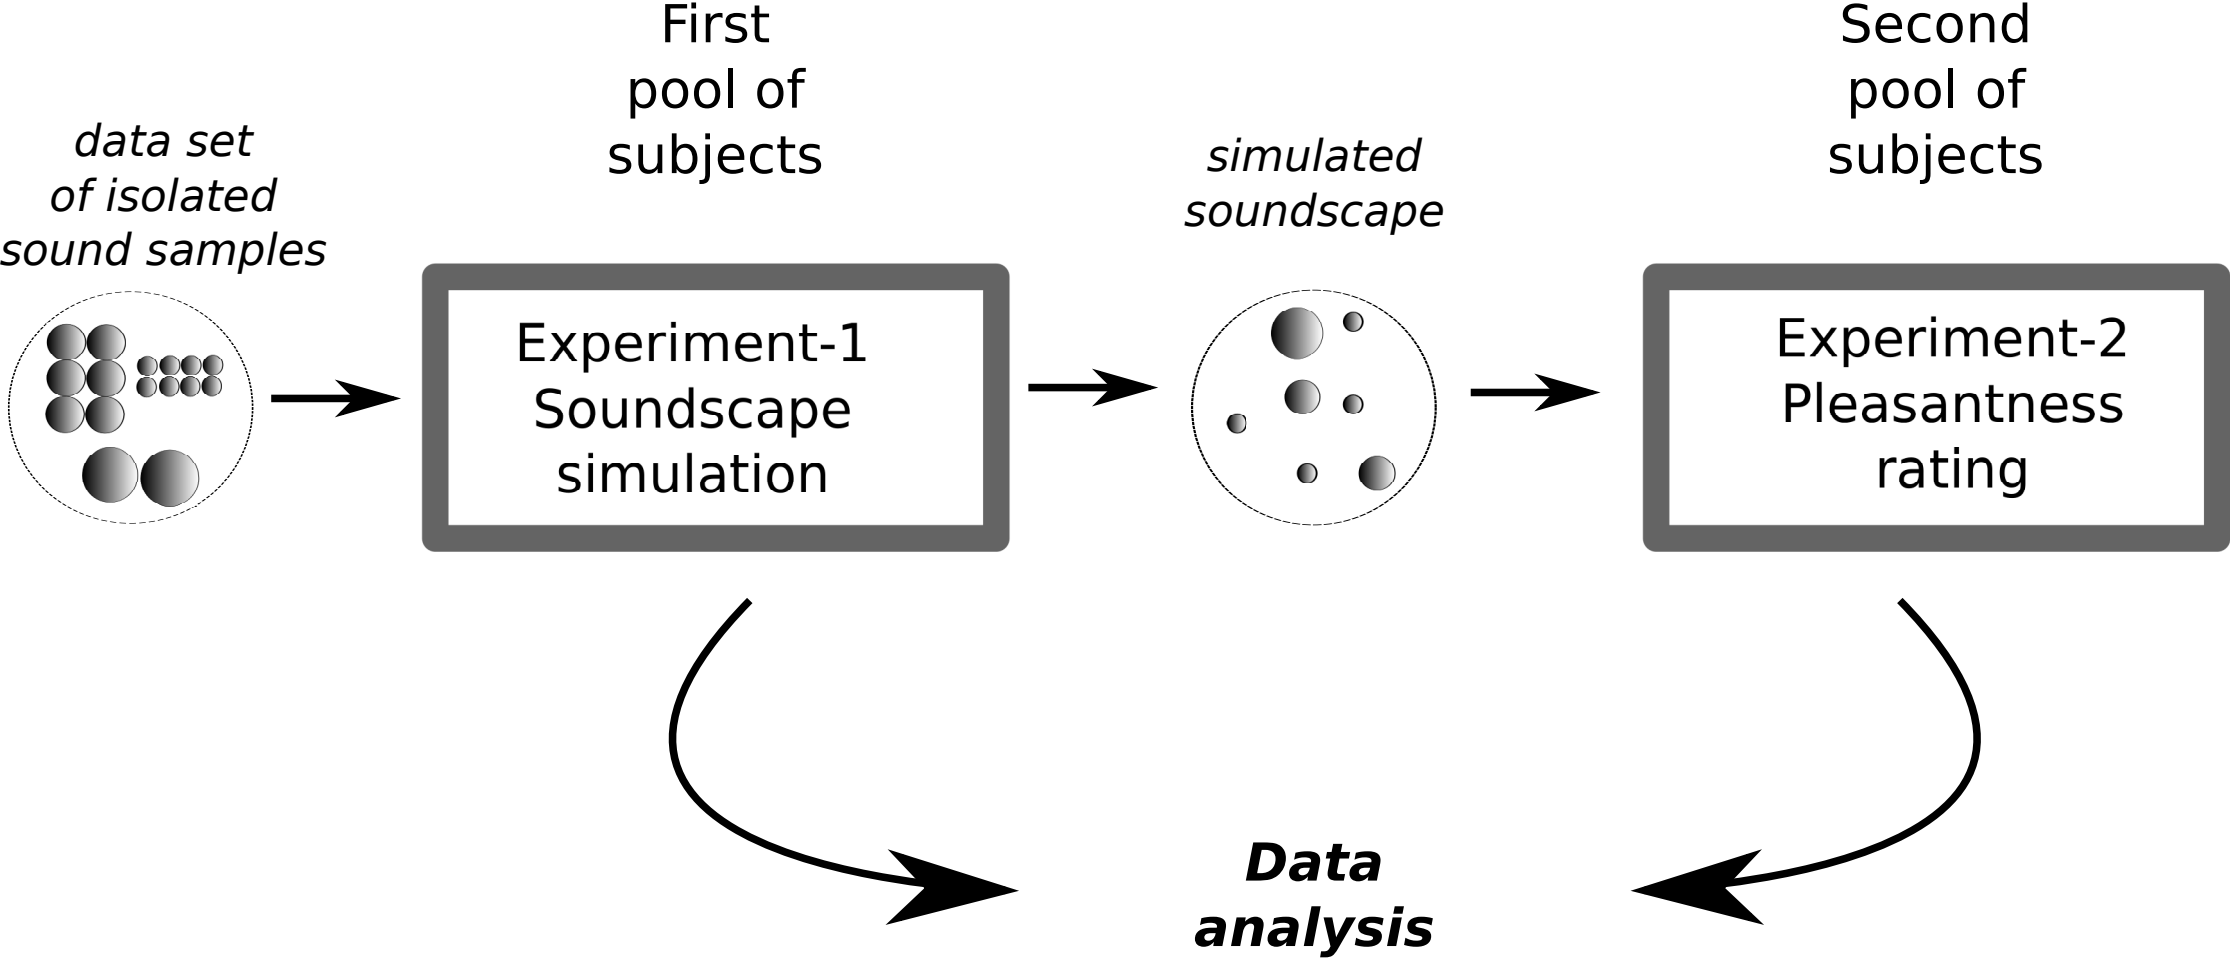 First
pool of
subjects
Second
pool of
subjects
data set
of isolated
sound samples
simulated
soundscape
Experiment-1
Soundscape
simulation
Experiment-2
Pleasantness
rating
Data
analysis